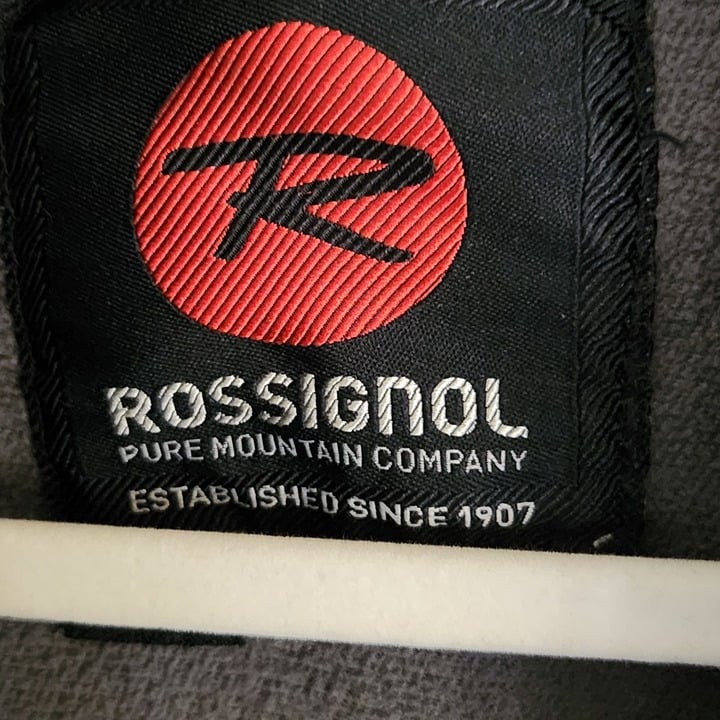 R
ROSSIGNOL
PURE MOUNTAIN COMPANY
ESTABLISHED SINCE 1907